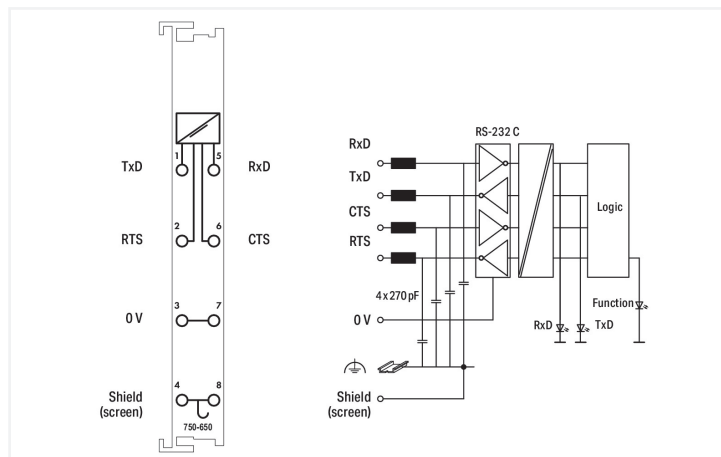 1
5
TxD
RxD
2
6
RTS
CTS
3
7
0 V
4
8
Shield
(screen)
750-650
RS-232 C
RxD
TxD
CTS
RTS
Logic
4 x 270 pF
Function
0 V
RxD
TxD
Shield
(screen)